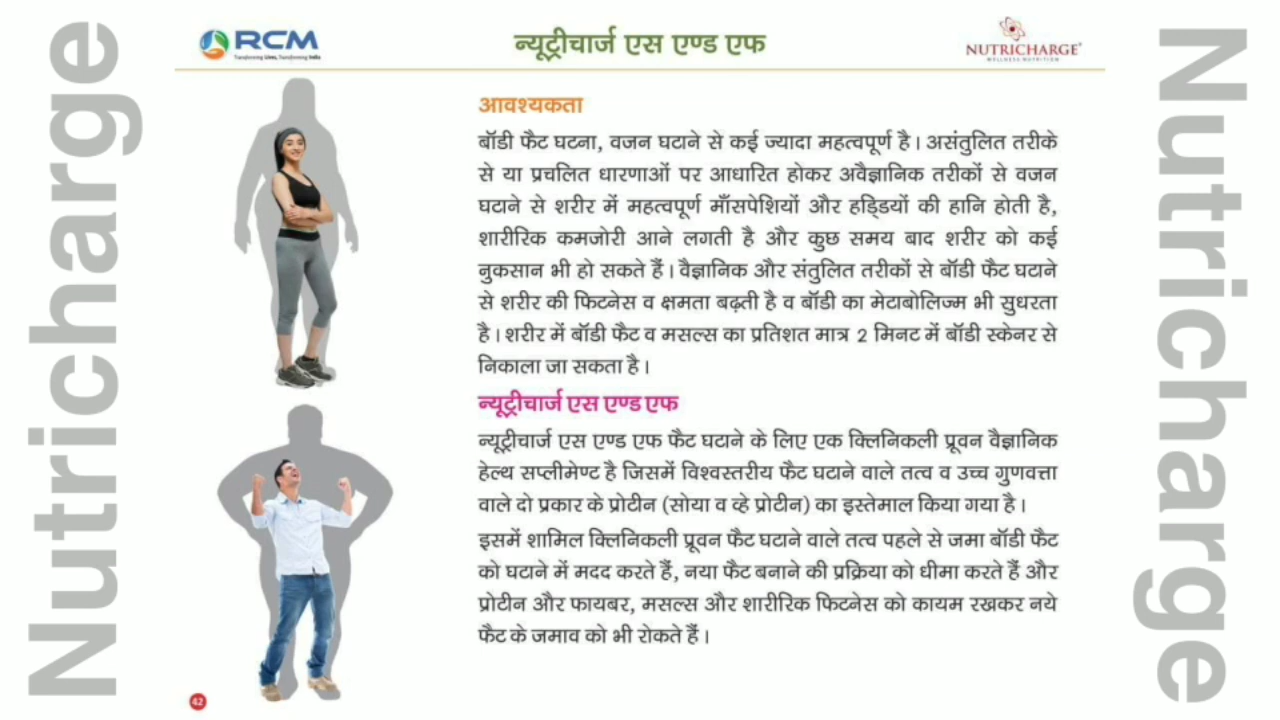 Nutricharge
RCM
Transforming Lives, Transforming India
न्यूट्रीचार्ज एस एण्ड एफ
NUTRICHARGE
WELLNESS NUTRITION
आवश्यकता
बॉडी फैट घटना, वजन घटाने से कई ज्यादा महत्वपूर्ण है। असंतुलित तरीके
से या प्रचलित धारणाओं पर आधारित होकर अवैज्ञानिक तरीकों से वजन
घटाने से शरीर में महत्वपूर्ण माँसपेशियों और हड्डियों की हानि होती है,
शारीरिक कमजोरी आने लगती है और कुछ समय बाद शरीर को कई
नुकसान भी हो सकते हैं। वैज्ञानिक और संतुलित तरीकों से बॉडी फैट घटाने
से शरीर की फिटनेस व क्षमता बढ़ती है व बॉडी का मेटाबोलिज्म भी सुधरता
है। शरीर में बॉडी फैट व मसल्स का प्रतिशत मात्र 2 मिनट में बॉडी स्केनर से
निकाला जा सकता है।
न्यूट्रीचार्ज एस एण्ड एफ
न्यूट्रीचार्ज एस एण्ड एफ फैट घटाने के लिए एक क्लिनिकली प्रूवन वैज्ञानिक
हेल्थ सप्लीमेण्ट है जिसमें विश्वस्तरीय फैट घटाने वाले तत्व व उच्च गुणवत्ता
वाले दो प्रकार के प्रोटीन (सोया व व्हे प्रोटीन) का इस्तेमाल किया गया है।
इसमें शामिल क्लिनिकली प्रूवन फैट घटाने वाले तत्व पहले से जमा बॉडी फैट
को घटाने में मदद करते हैं, नया फैट बनाने की प्रक्रिया को धीमा करते हैं और
प्रोटीन और फायबर, मसल्स और शारीरिक फिटनेस को कायम रखकर नये
फैट के जमाव को भी रोकते हैं।
42
Nutricharge